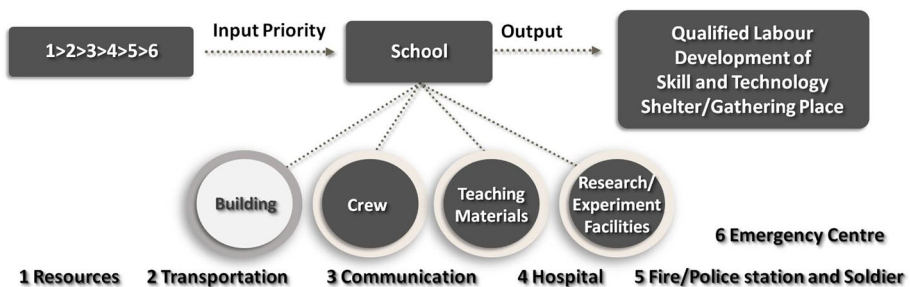 1>2>3>4>5>6
Input Priority
School
Output
Qualified Labour
Development of
Skill and Technology
Shelter/Gathering Place
Building
Crew
Teaching
Materials
Research/
Experiment
Facilities
6 Emergency Centre
1 Resources 2 Transportation 3 Communication 4 Hospital 5 Fire/Police station and Soldier